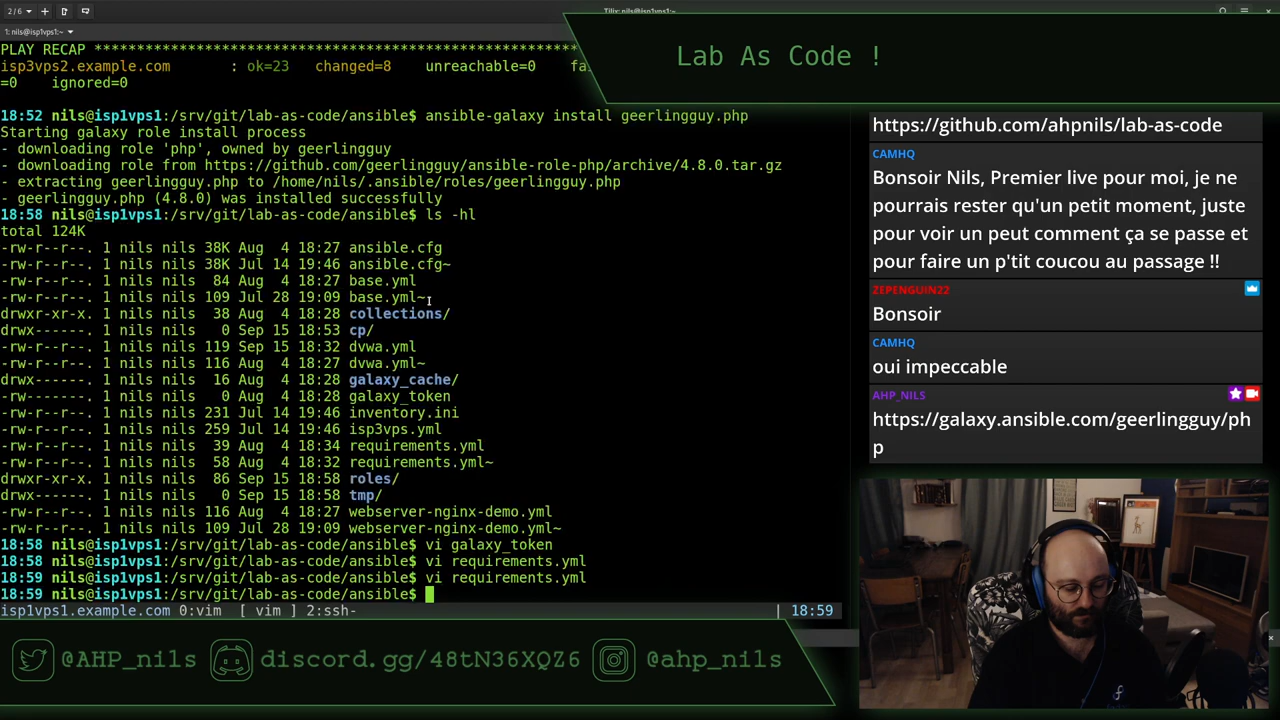 2/6
Tilix: nils@isp1vps1:~
1: nils@isp1vps1:~
Lab As Code !
PLAY RECAP *********************************************************
isp3vps2.example.com       : ok=23   changed=8    unreachable=0    fai
=0    ignored=0
18:52 nils@isp1vps1:/srv/git/lab-as-code/ansible$ ansible-galaxy install geerlingguy.php
Starting galaxy role install process
- downloading role 'php', owned by geerlingguy
- downloading role from https://github.com/geerlingguy/ansible-role-php/archive/4.8.0.tar.gz
- extracting geerlingguy.php to /home/nils/.ansible/roles/geerlingguy.php
- geerlingguy.php (4.8.0) was installed successfully
18:58 nils@isp1vps1:/srv/git/lab-as-code/ansible$ ls -hl
total 124K
-rw-r--r--. 1 nils nils 38K Aug  4 18:27 ansible.cfg
-rw-r--r--. 1 nils nils 38K Jul 14 19:46 ansible.cfg~
-rw-r--r--. 1 nils nils  84 Aug  4 18:27 base.yml
-rw-r--r--. 1 nils nils 109 Jul 28 19:09 base.yml~
drwxr-xr-x. 1 nils nils  38 Aug  4 18:28 collections/
drwx------. 1 nils nils   0 Sep 15 18:53 cp/
-rw-r--r--. 1 nils nils 119 Sep 15 18:32 dvwa.yml
-rw-r--r--. 1 nils nils 116 Aug  4 18:27 dvwa.yml~
drwx------. 1 nils nils  16 Aug  4 18:28 galaxy_cache/
-rw-------. 1 nils nils   0 Aug  4 18:28 galaxy_token
-rw-r--r--. 1 nils nils 231 Jul 14 19:46 inventory.ini
-rw-r--r--. 1 nils nils 259 Jul 14 19:46 isp3vps.yml
-rw-r--r--. 1 nils nils  39 Aug  4 18:34 requirements.yml
-rw-r--r--. 1 nils nils  58 Aug  4 18:32 requirements.yml~
drwxr-xr-x. 1 nils nils  86 Sep 15 18:58 roles/
drwx------. 1 nils nils   0 Sep 15 18:58 tmp/
-rw-r--r--. 1 nils nils 116 Aug  4 18:27 webserver-nginx-demo.yml
-rw-r--r--. 1 nils nils 109 Jul 28 19:09 webserver-nginx-demo.yml~
18:58 nils@isp1vps1:/srv/git/lab-as-code/ansible$ vi galaxy_token
18:58 nils@isp1vps1:/srv/git/lab-as-code/ansible$ vi requirements.yml
18:59 nils@isp1vps1:/srv/git/lab-as-code/ansible$ vi requirements.yml
18:59 nils@isp1vps1:/srv/git/lab-as-code/ansible$
isp1vps1.example.com 0:vim  [ vim ] 2:ssh-  | 18:59
https://github.com/ahpnils/lab-as-code
CAMHQ
Bonsoir Nils, Premier live pour moi, je ne
pourrais rester qu'un petit moment, juste
pour voir un peut comment ça se passe et
pour faire un p'tit coucou au passage !!
ZEPENGUIN22
Bonsoir
CAMHQ
oui impeccable
AHP_NILS
https://galaxy.ansible.com/geerlingguy/ph
p
@AHP_nils
discord.gg/48tN36XQZ6
@ahp_nils